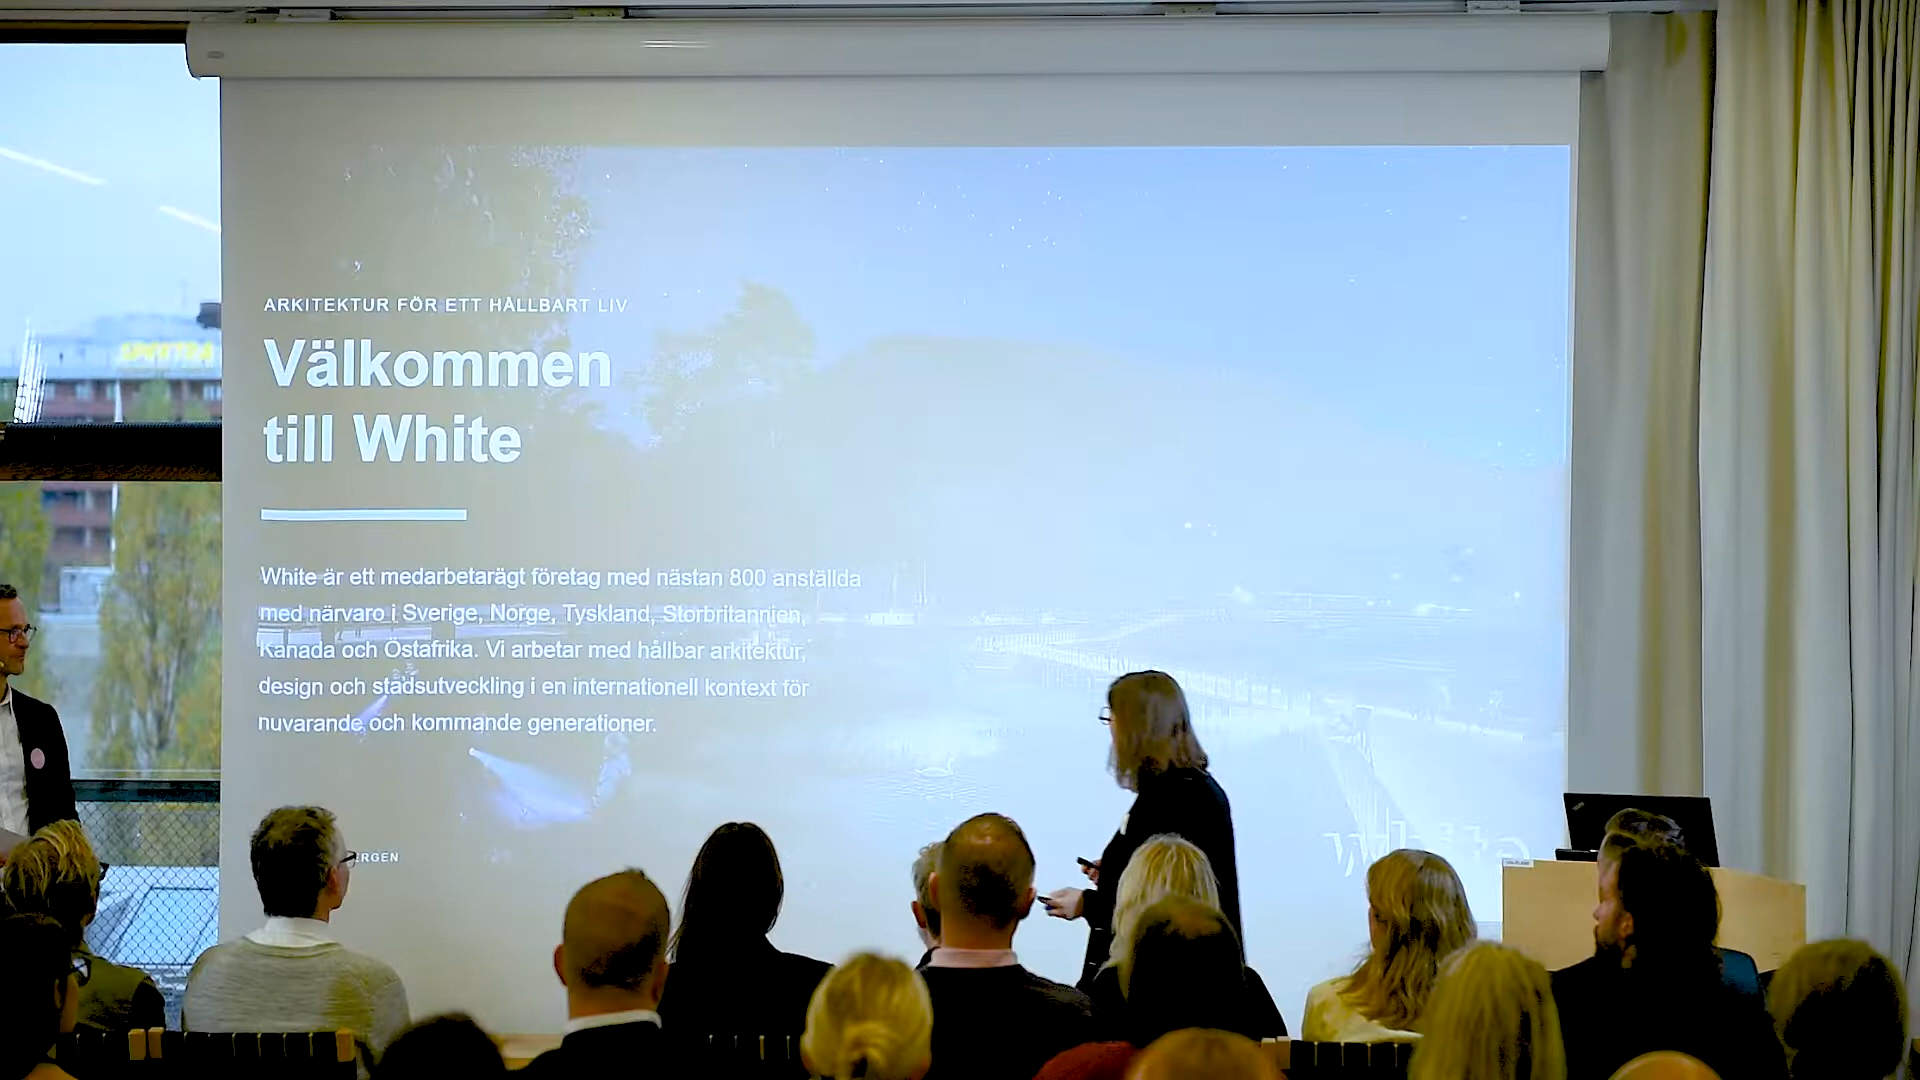 ARKITEKTUR FÖR ETT HÅLLBART LIV
Välkommen
till White
White är ett medarbetarägt företag med nästan 800 anställda
med närvaro i Sverige, Norge, Tyskland, Storbritannien,
Kanada och Östafrika. Vi arbetar med hållbar arkitektur,
design och stadsutveckling i en internationell kontext för
nuvarande och kommande generationer.
ERGEN
white